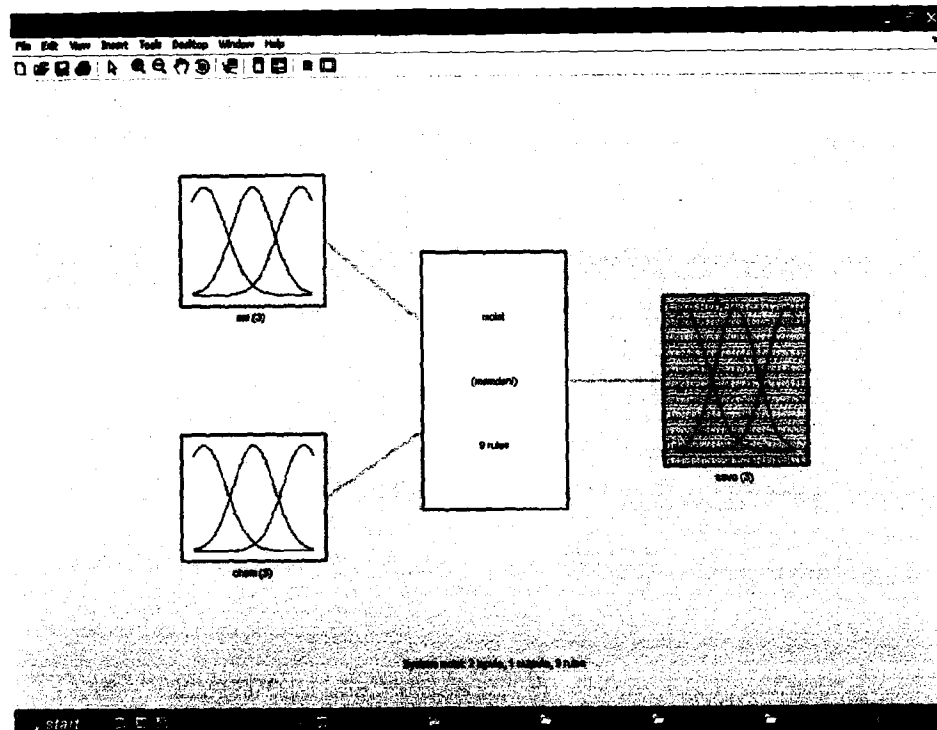 File Edit View Insert Tools Desktop Window Help
moist
(mamdani)
9 rules
chem (3)
save (3)
System moist: 2 inputs, 1 outputs, 9 rules
start